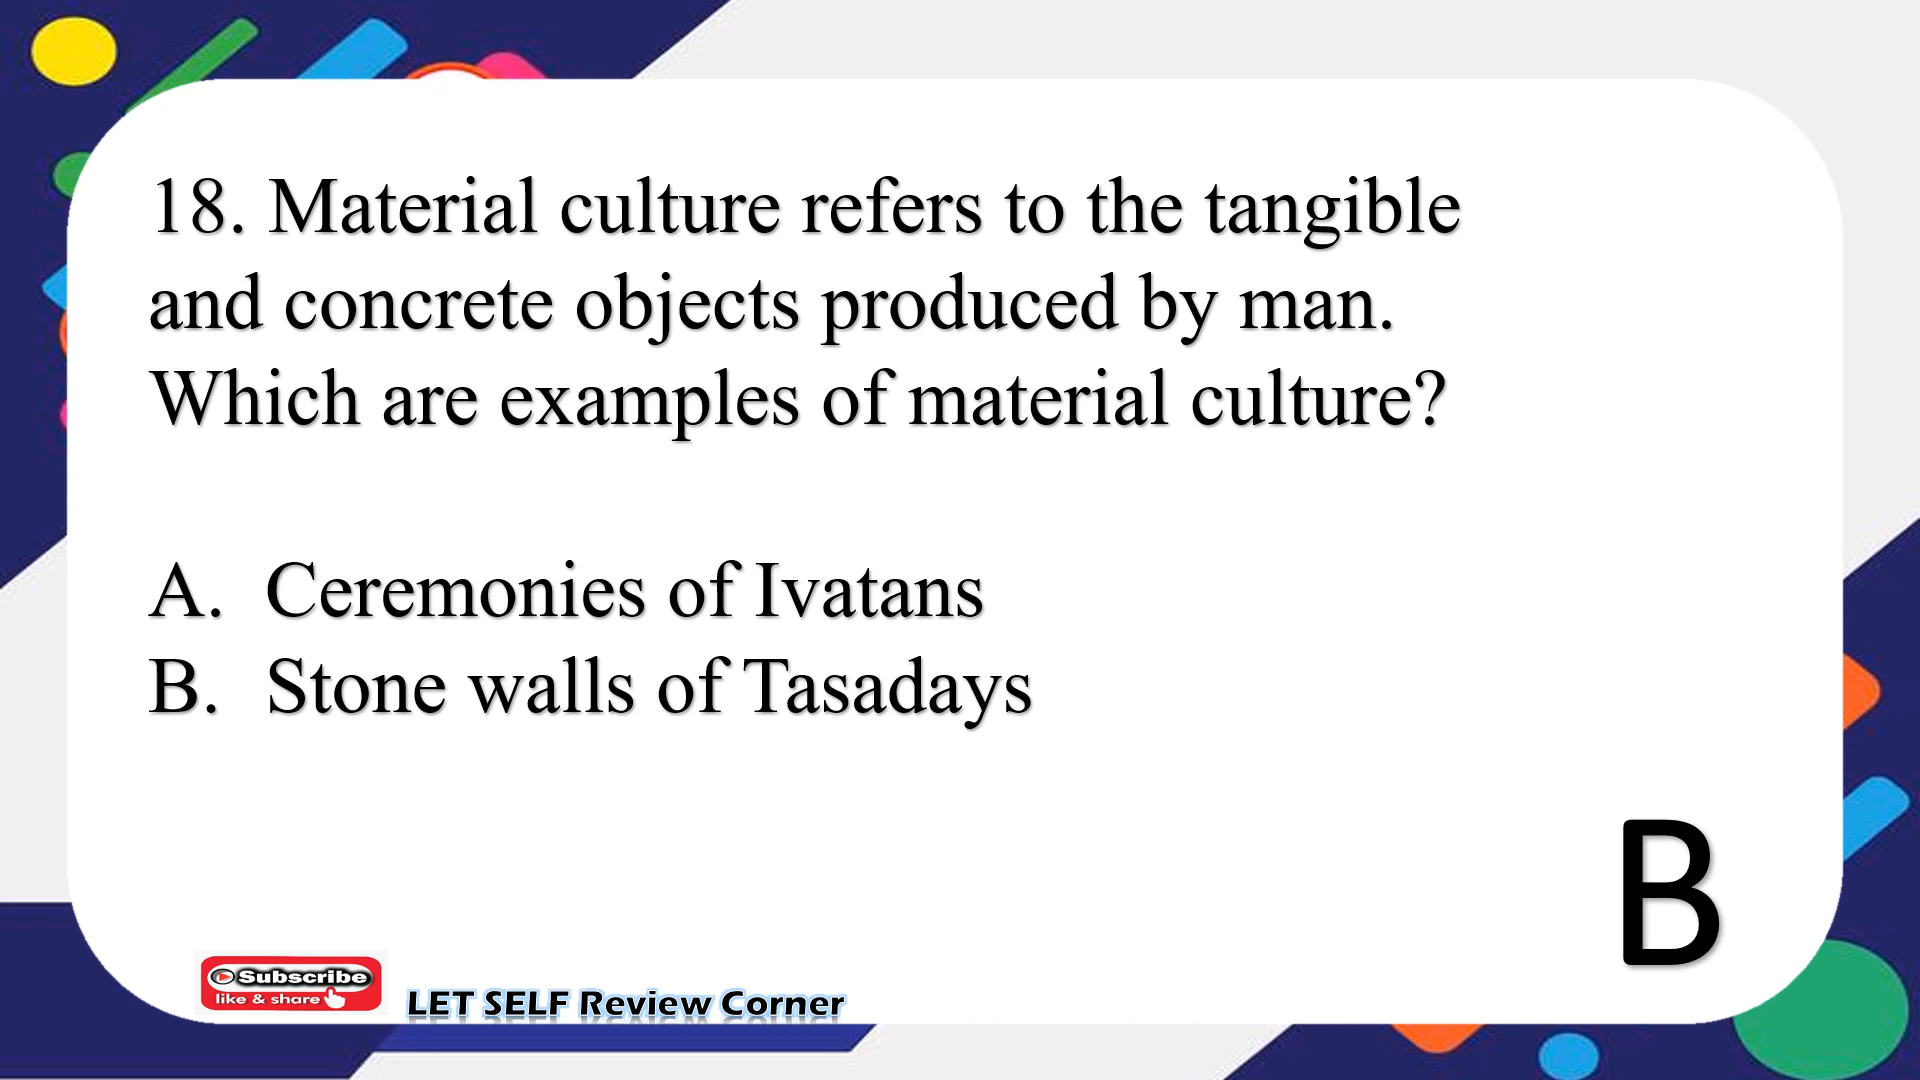 18. Material culture refers to the tangible
and concrete objects produced by man.
Which are examples of material culture?
A. Ceremonies of Ivatans
B. Stone walls of Tasadays
B
Subscribe
like & share
LET SELF Review Corner